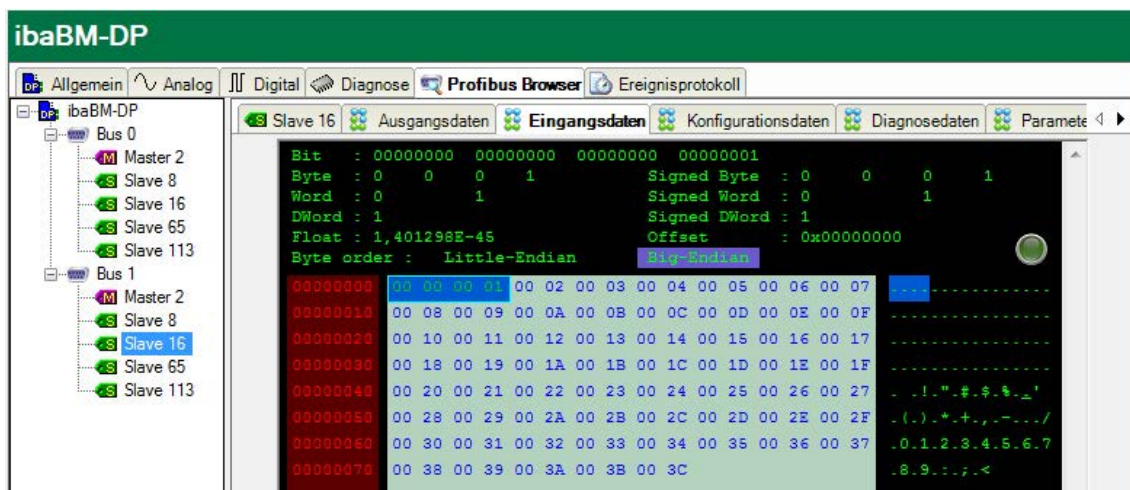 ibaBM-DP
Allgemein Analog Digital Diagnose Profibus Browser Ereignisprotokoll
ibaBM-DP
Bus 0
Master 2
Slave 8
Slave 16
Slave 65
Slave 113
Bus 1
Master 2
Slave 8
Slave 16
Slave 65
Slave 113
Slave 16 Ausgangsdaten Eingangsdaten Konfigurationsdaten Diagnosedaten Paramete
Bit : 00000000 00000000 00000000 00000001
Byte : 0 0 0 1 Signed Byte : 0 0 0 1
Word : 0 1 Signed Word : 0 1
DWord : 1 Signed DWord : 1
Float : 1,401298E-45 Offset : 0x00000000
Byte order : Little-Endian Big-Endian
00000000 00 00 00 01 00 02 00 03 00 04 00 05 00 06 00 07 ................
00000010 00 08 00 09 00 0A 00 0B 00 0C 00 0D 00 0E 00 0F ................
00000020 00 10 00 11 00 12 00 13 00 14 00 15 00 16 00 17 ................
00000030 00 18 00 19 00 1A 00 1B 00 1C 00 1D 00 1E 00 1F ................
00000040 00 20 00 21 00 22 00 23 00 24 00 25 00 26 00 27 . .!.".#.$.%.&.'
00000050 00 28 00 29 00 2A 00 2B 00 2C 00 2D 00 2E 00 2F .(.).*.+.,.-.../
00000060 00 30 00 31 00 32 00 33 00 34 00 35 00 36 00 37 .0.1.2.3.4.5.6.7
00000070 00 38 00 39 00 3A 00 3B 00 3C .8.9.:.;.<